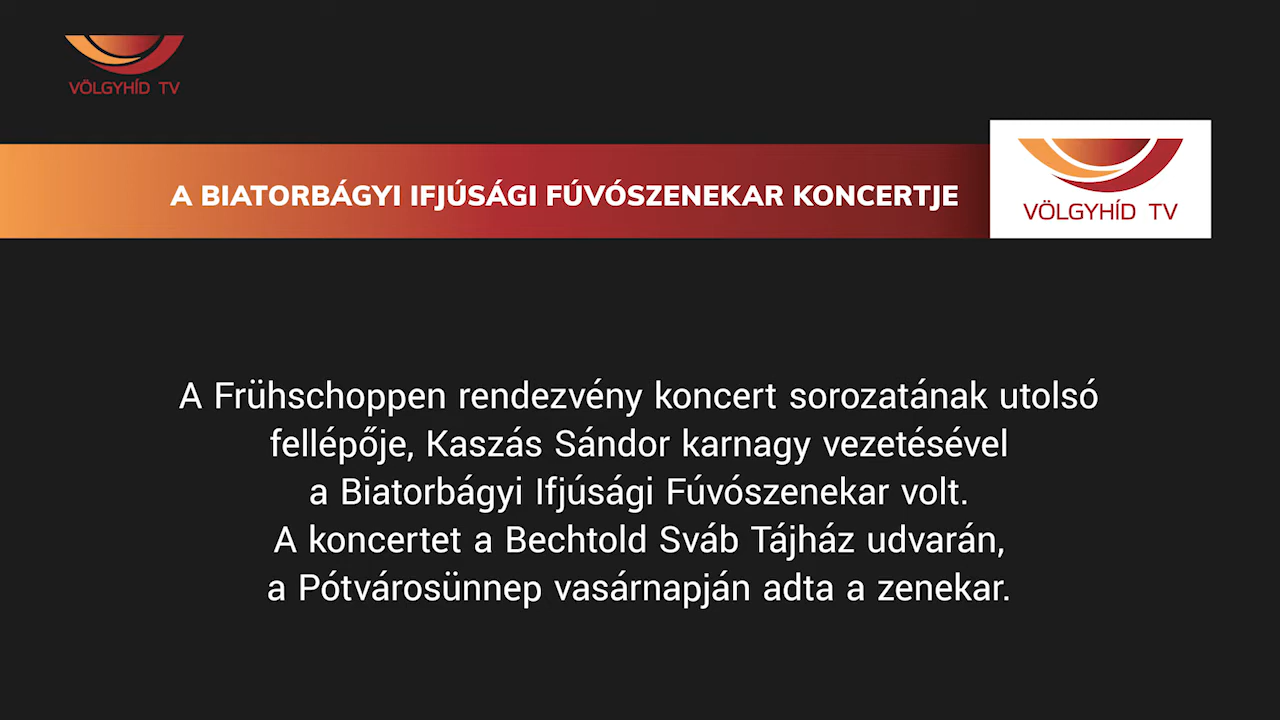 VÖLGYHÍD TV
A BIATORBÁGYI IFJÚSÁGI FÚVÓSZENEKAR KONCERTJE
VÖLGYHÍD TV
A Frühschoppen rendezvény koncert sorozatának utolsó
fellépője, Kaszás Sándor karnagy vezetésével
a Biatorbágyi Ifjúsági Fúvószenekar volt.
A koncertet a Bechtold Sváb Tájház udvarán,
a Pótvárosünnep vasárnapján adta a zenekar.